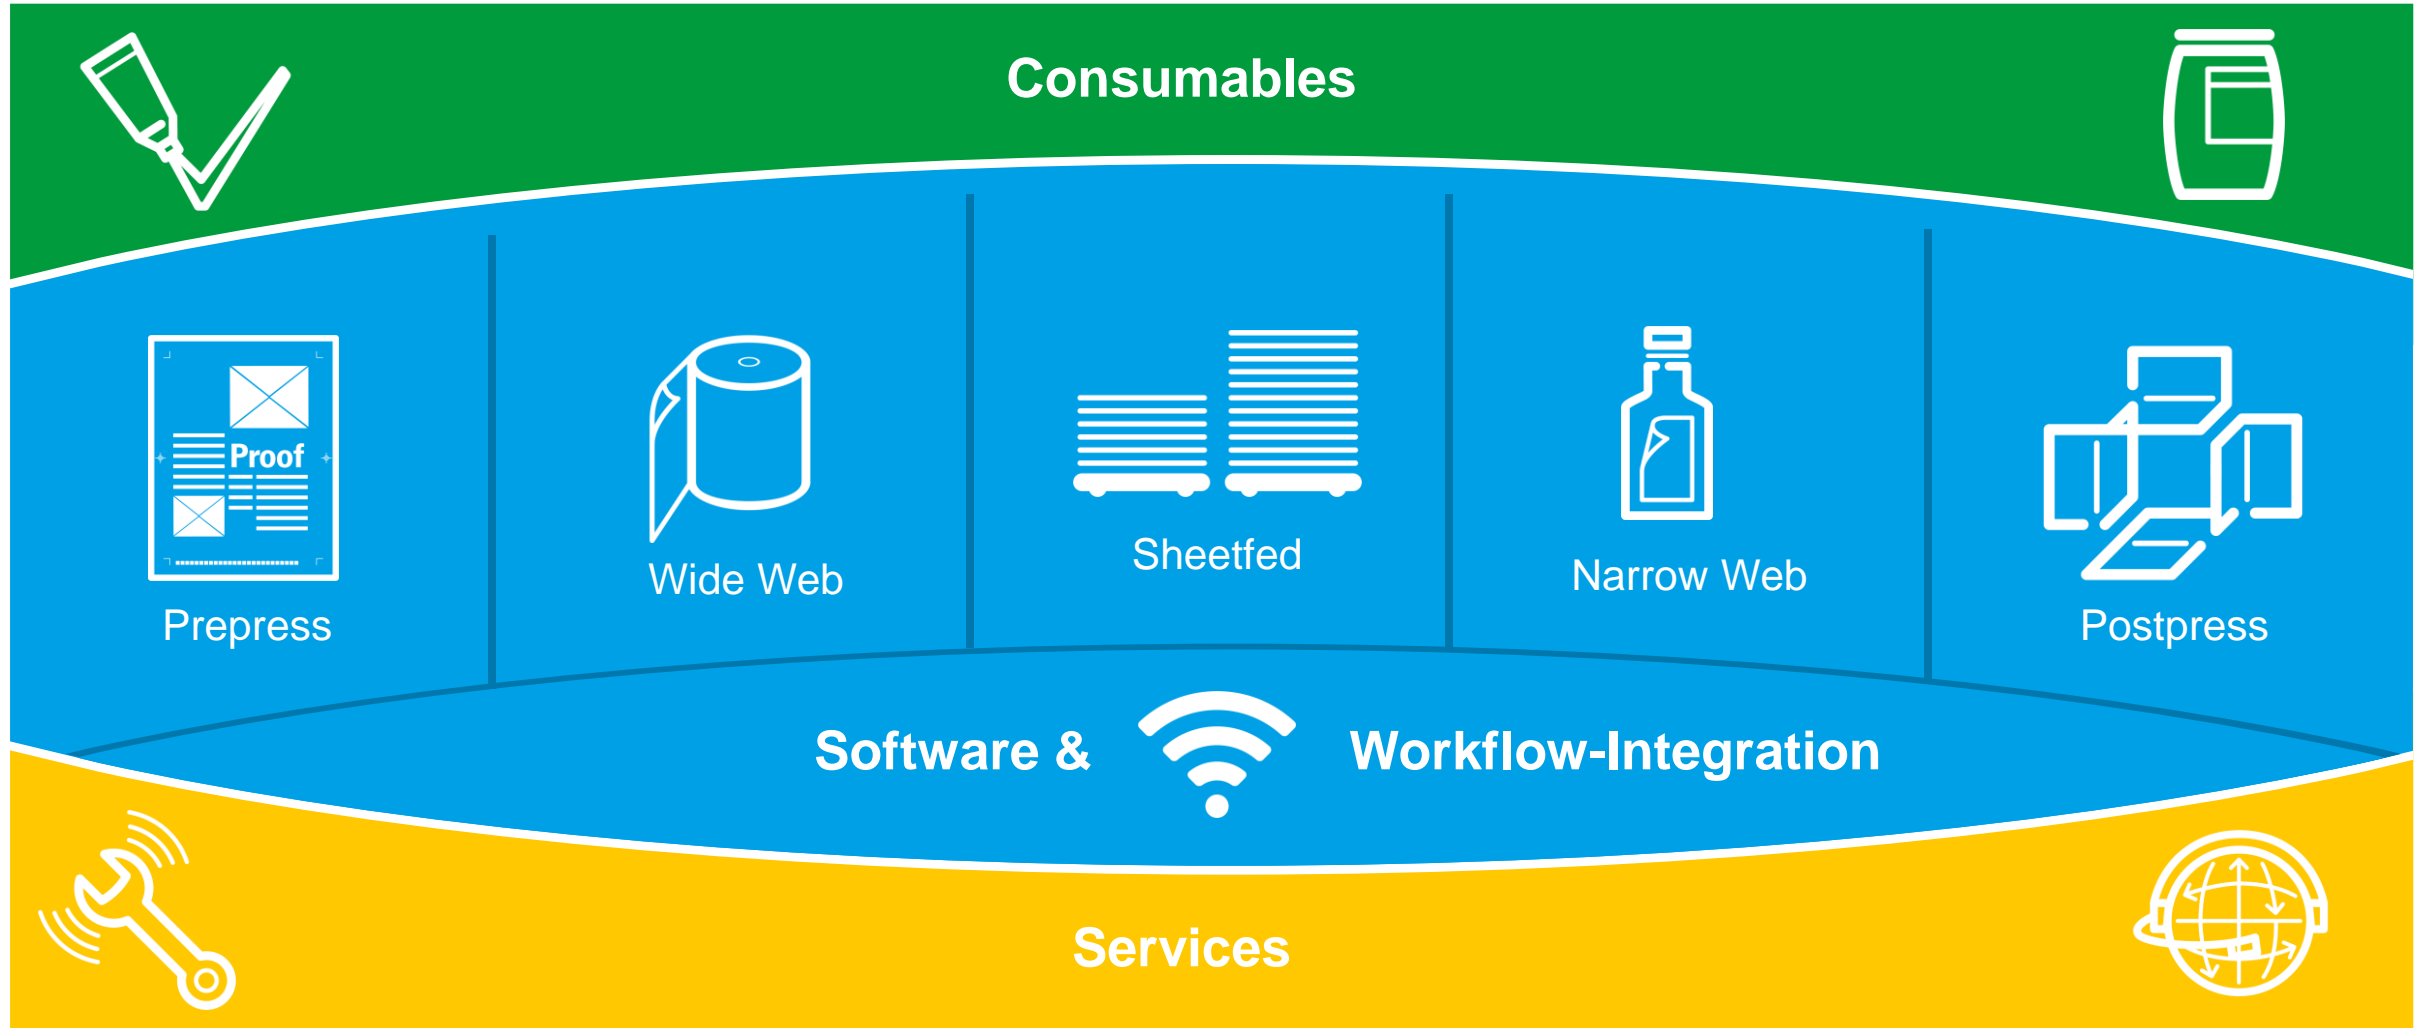 Consumables
Proof
Prepress
Wide Web
Sheetfed
Narrow Web
Postpress
Software & Workflow-Integration
Services